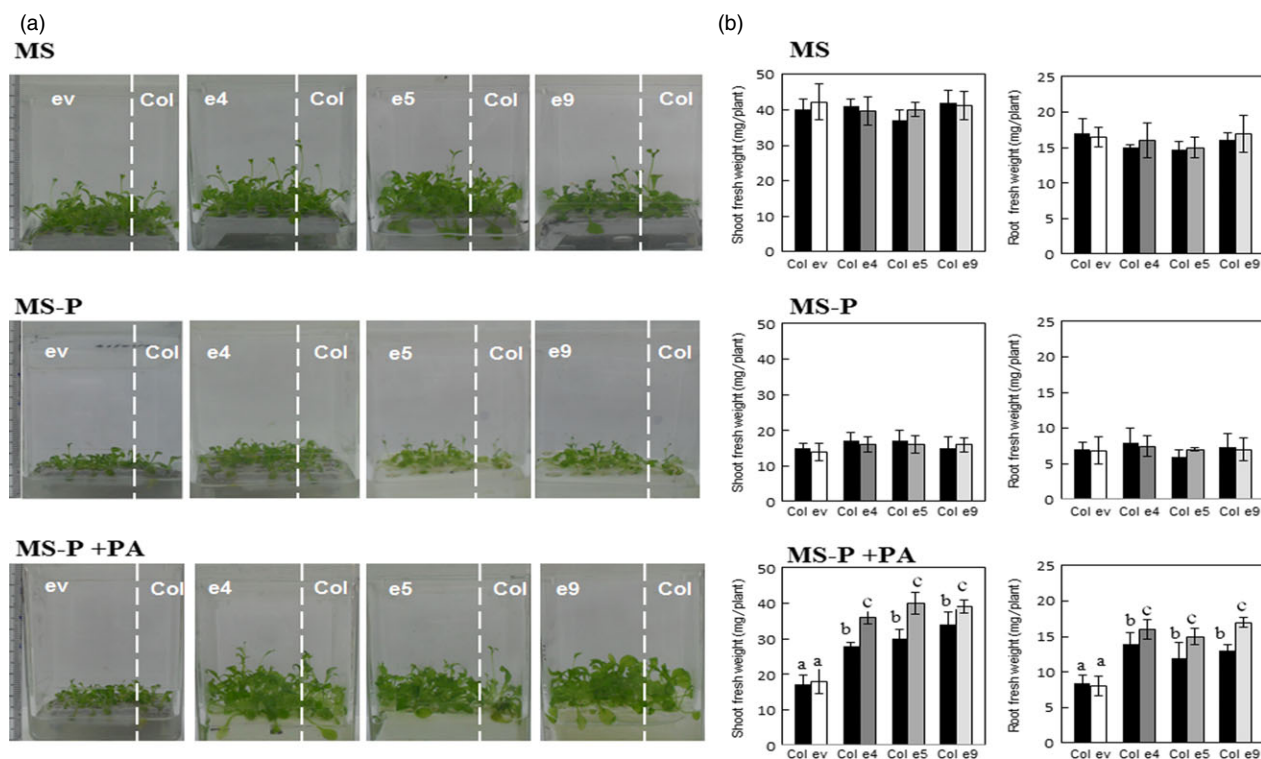 (a)
MS
ev Col e4 Col e5 Col e9 Col
MS-P
ev Col e4 Col e5 Col e9 Col
MS-P +PA
ev Col e4 Col e5 Col e9 Col
(b)
MS
Shoot fresh weight (mg/plant)
50
40
30
20
10
0
Col ev Col e4 Col e5 Col e9
Root fresh weight (mg/plant)
25
20
15
10
5
0
Col ev Col e4 Col e5 Col e9
MS-P
Shoot fresh weight (mg/plant)
50
40
30
20
10
0
Col ev Col e4 Col e5 Col e9
Root fresh weight (mg/plant)
25
20
15
10
5
0
Col ev Col e4 Col e5 Col e9
MS-P +PA
Shoot fresh weight (mg/plant)
50
40
30
20
10
0
a a b c b c b c
Col ev Col e4 Col e5 Col e9
Root fresh weight (mg/plant)
25
20
15
10
5
0
a a b c b c b c
Col ev Col e4 Col e5 Col e9